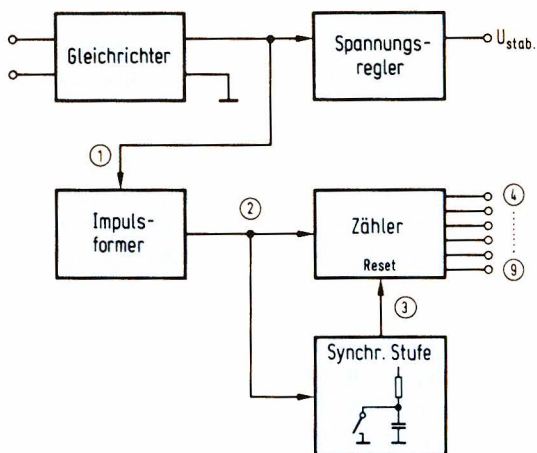 Gleichrichter
Spannungs-
regler
U stab.
1
Impuls-
former
2
Zähler
Reset
4
9
3
Synchr. Stufe